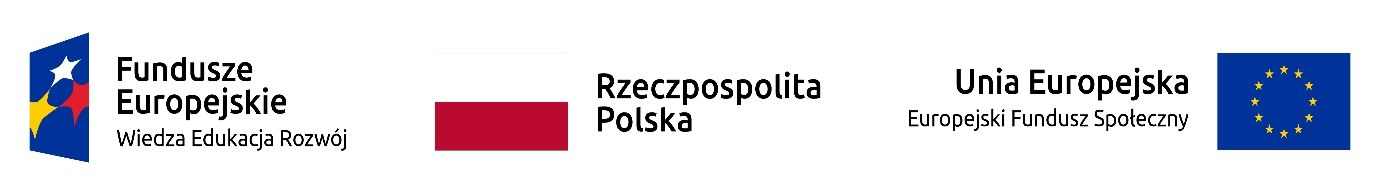 Fundusze
Europejskie
Wiedza Edukacja Rozwój
Rzeczpospolita
Polska
Unia Europejska
Europejski Fundusz Społeczny